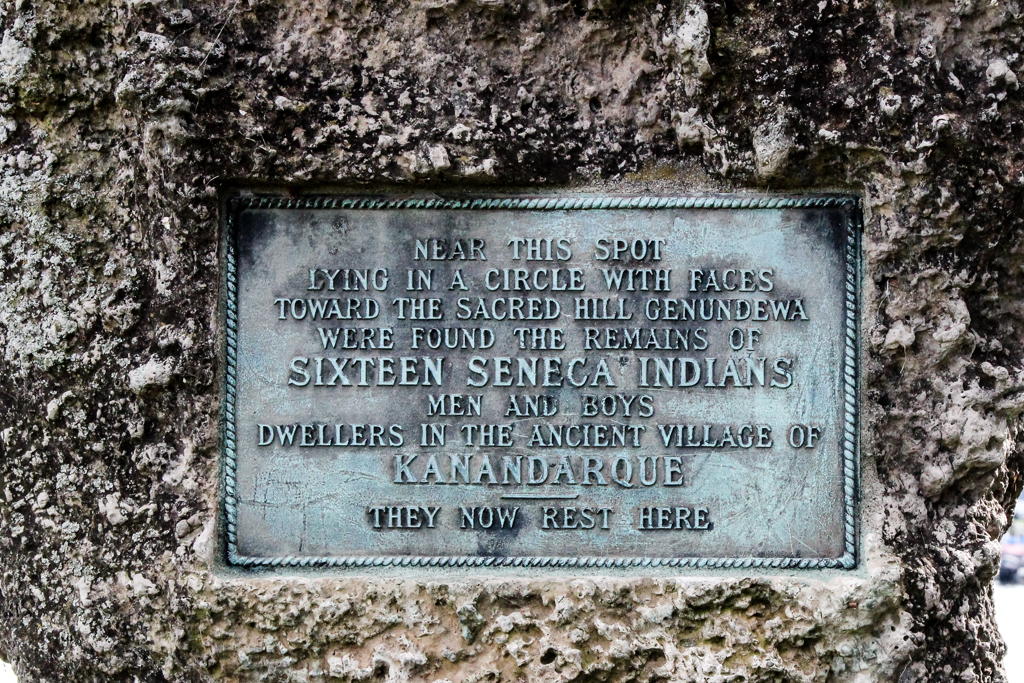 NEAR THIS SPOT
LYING IN A CIRCLE WITH FACES
TOWARD THE SACRED HILL GENUNDEWA
WERE FOUND THE REMAINS OF
SIXTEEN SENECA INDIANS
MEN AND BOYS
DWELLERS IN THE ANCIENT VILLAGE OF
KANANDARQUE
THEY NOW REST HERE.